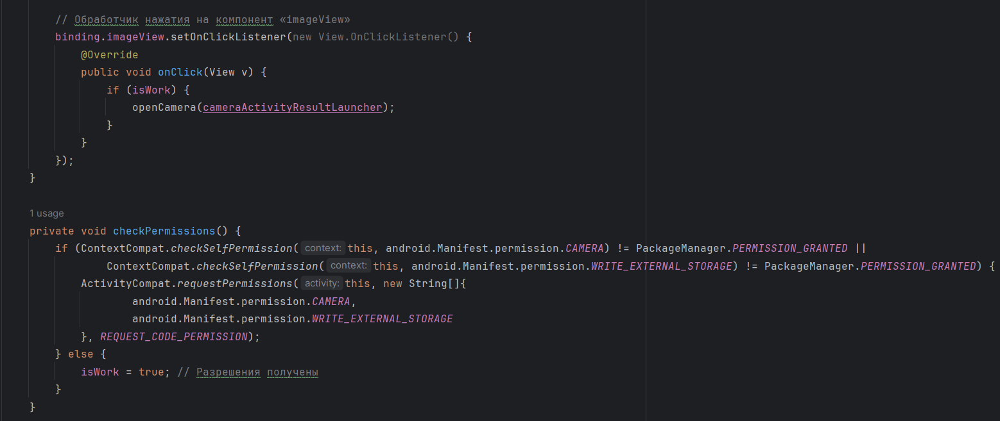 // Обработчик нажатия на компонент «imageView»
binding.imageView.setOnClickListener(new View.OnClickListener() {
@Override
public void onClick(View v) {
if (isWork) {
openCamera(cameraActivityResultLauncher);
}
}
});
}
1 usage
private void checkPermissions() {
if (ContextCompat.checkSelfPermission( context: this, android.Manifest.permission.CAMERA) != PackageManager.PERMISSION_GRANTED ||
ContextCompat.checkSelfPermission( context: this, android.Manifest.permission.WRITE_EXTERNAL_STORAGE) != PackageManager.PERMISSION_GRANTED) {
ActivityCompat.requestPermissions( activity: this, new String[]{
android.Manifest.permission.CAMERA,
android.Manifest.permission.WRITE_EXTERNAL_STORAGE
}, REQUEST_CODE_PERMISSION);
} else {
isWork = true; // Разрешения получены
}
}